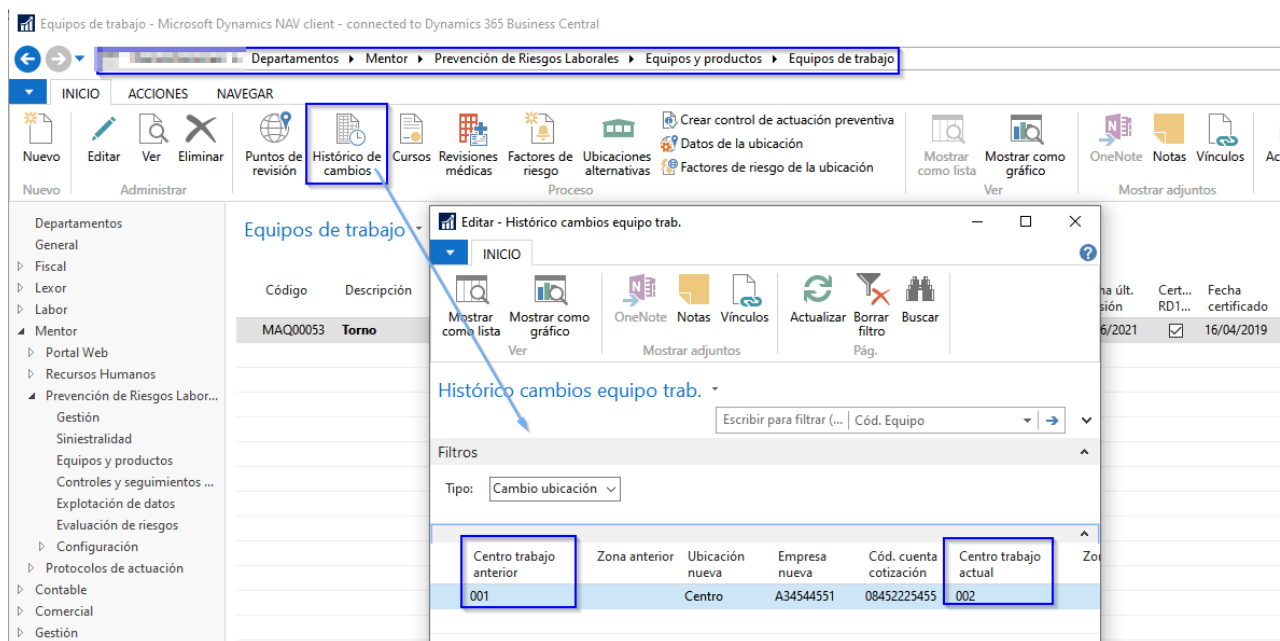 Equipos de trabajo - Microsoft Dynamics NAV client - connected to Dynamics 365 Business Central
Departamentos Mentor Prevención de Riesgos Laborales Equipos y productos Equipos de trabajo
INICIO ACCIONES NAVEGAR
Nuevo
Editar
Ver
Eliminar
Puntos de
revisión
Histórico de
cambios
Cursos
Revisiones
médicas
Factores de
riesgo
Ubicaciones
alternativas
Crear control de actuación preventiva
Datos de la ubicación
Factores de riesgo de la ubicación
Mostrar
como lista
Mostrar como
gráfico
OneNote
Notas
Vínculos
Ac
Nuevo
Administrar
Proceso
Ver
Mostrar adjuntos
Departamentos
General
Fiscal
Lexor
Labor
Mentor
Portal Web
Recursos Humanos
Prevención de Riesgos Labor...
Gestión
Siniestralidad
Equipos y productos
Controles y seguimientos ...
Explotación de datos
Evaluación de riesgos
Configuración
Protocolos de actuación
Contable
Comercial
Gestión
Equipos de trabajo
Código
Descripción
MAQ00053
Torno
ha últ.
sión
Cert...
RD1...
Fecha
certificado
6/2021
16/04/2019
Editar - Histórico cambios equipo trab.
INICIO
Mostrar
como lista
Mostrar como
gráfico
OneNote
Notas
Vínculos
Actualizar
Borrar
filtro
Buscar
Ver
Mostrar adjuntos
Pág.
Histórico cambios equipo trab.
Escribir para filtrar (...
Cód. Equipo
Filtros
Tipo:
Cambio ubicación
Centro trabajo
anterior
Zona anterior
Ubicación
nueva
Empresa
nueva
Cód. cuenta
cotización
Centro trabajo
actual
Zo
001
Centro
A34544551
08452225455
002